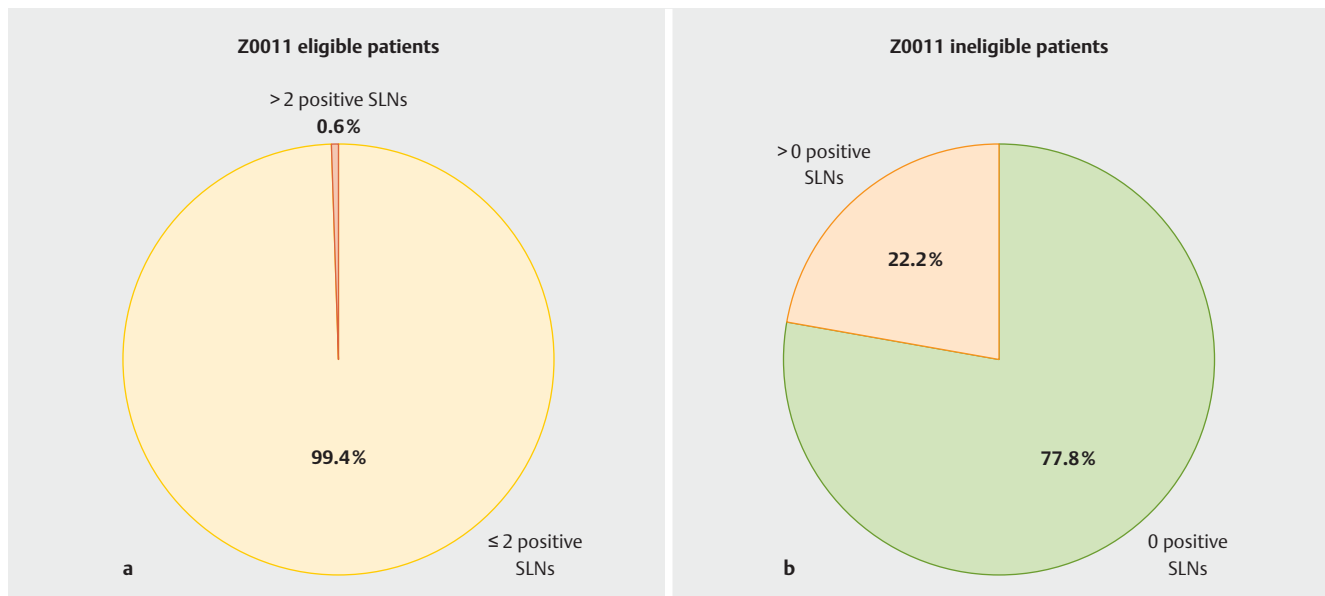 Z0011 eligible patients
> 2 positive SLNs
0.6%
99.4%
≤ 2 positive
SLNs
a
Z0011 ineligible patients
> 0 positive
SLNs
22.2%
77.8%
0 positive
SLNs
b